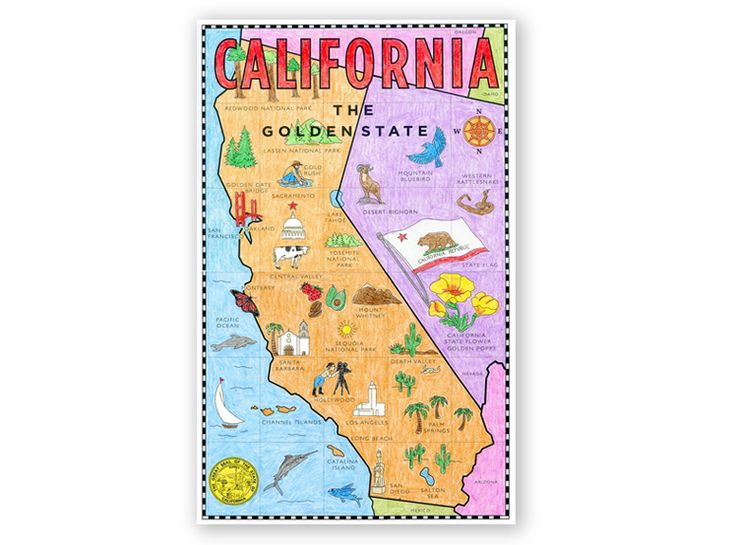 OREGON
CALIFORNIA
IDAHO
REDWOOD NATIONAL PARK
THE
GOLDEN STATE
N
W
E
S
LASSEN NATIONAL PARK
GOLD
RUSH
MOUNTAIN
BLUEBIRD
WESTERN
RATTLESNAKE
GOLDEN GATE
BRIDGE
SACRAMENTO
DESERT BIGHORN
LAKE
TAHOE
SAN
FRANCISCO
OAKLAND
YOSEMITE
NATIONAL
PARK
CALIFORNIA REPUBLIC
STATE FLAG
CENTRAL VALLEY
MONTEREY
MOUNT
WHITNEY
PACIFIC
OCEAN
CALIFORNIA
STATE FLOWER
GOLDEN POPPY
SEQUOIA
NATIONAL PARK
SANTA
BARBARA
DEATH VALLEY
NEVADA
HOLLYWOOD
CHANNEL ISLANDS
LOS ANGELES
PALM
SPRINGS
LONG BEACH
CATALINA
ISLAND
THE GREAT SEAL OF THE STATE OF CALIFORNIA
SAN
DIEGO
SALTON
SEA
ARIZONA
MEXICO